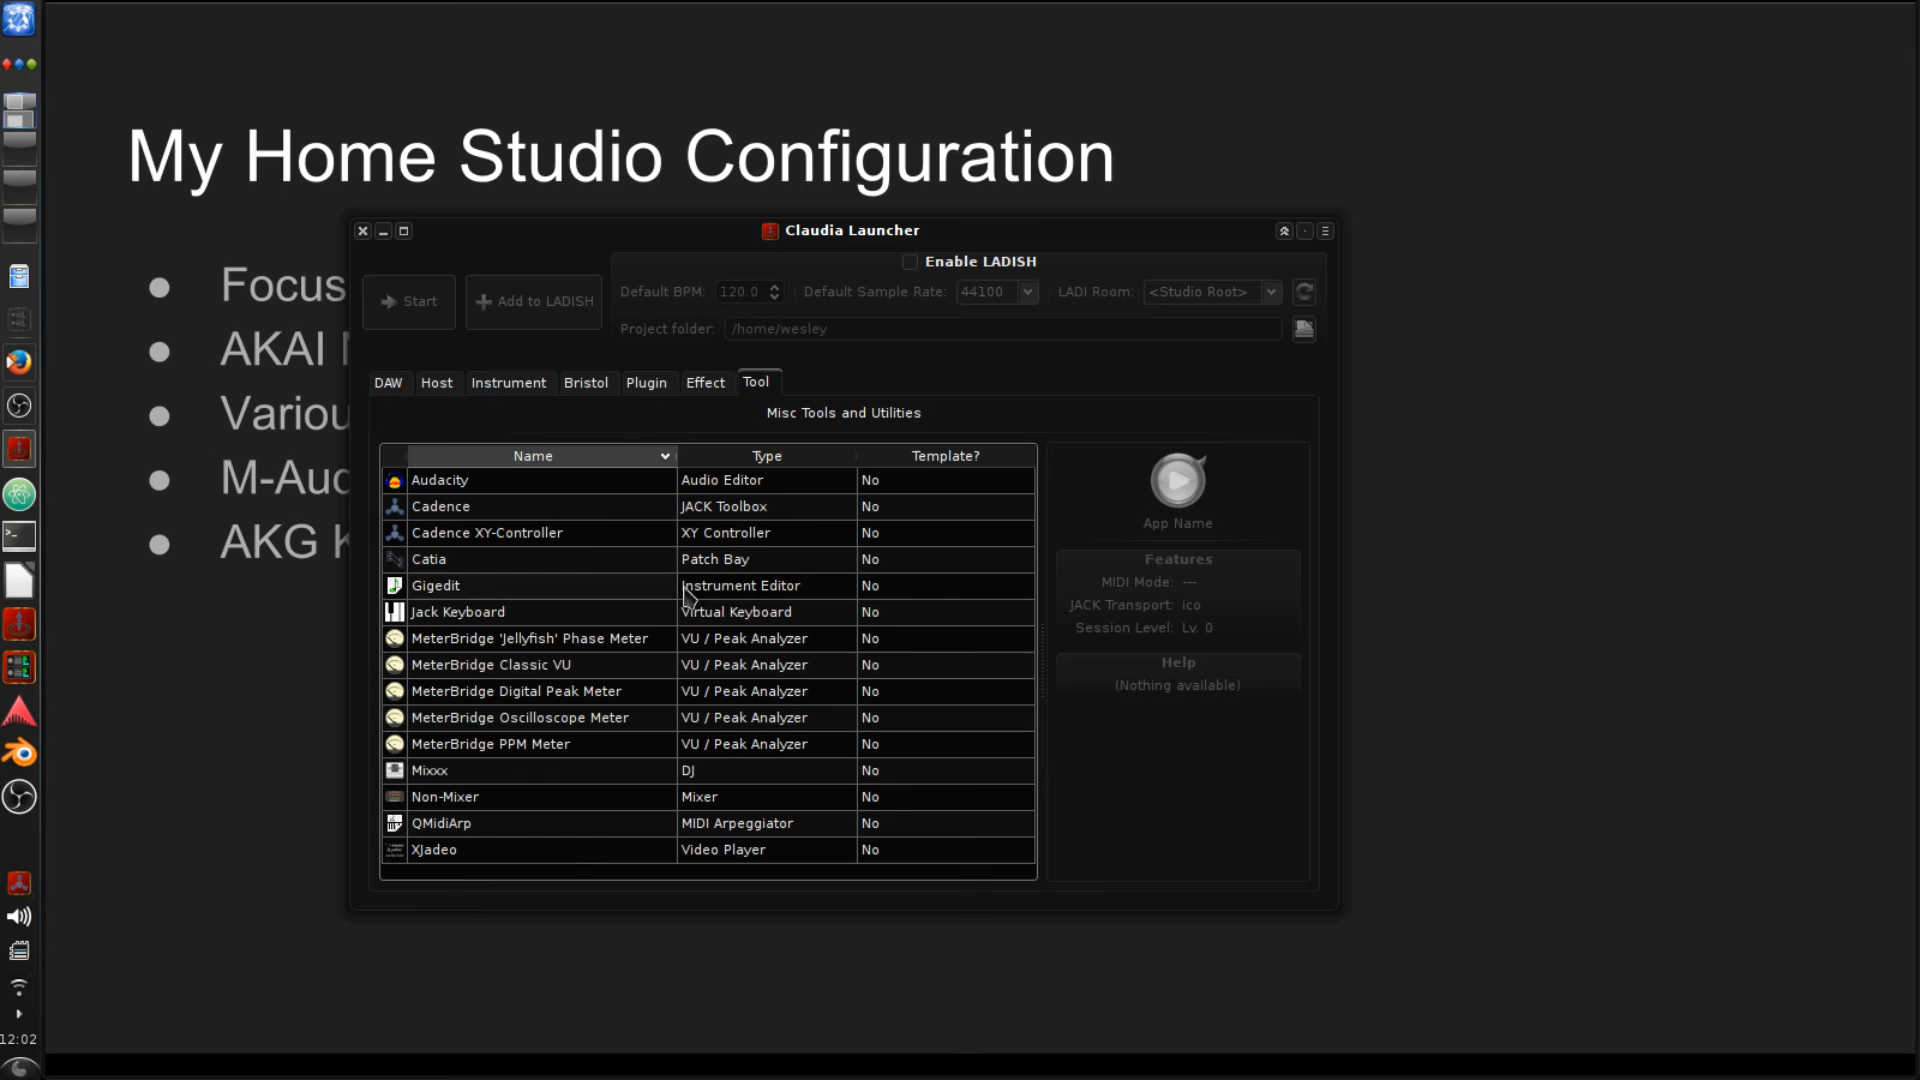 My Home Studio Configuration
Focus
AKAI
Variou
M-Aud
AKG
Claudia Launcher
Enable LADISH
Start
Add to LADISH
Default BPM: 120.0
Default Sample Rate: 44100
LADI Room: <Studio Root>
Project folder: /home/wesley
DAW Host Instrument Bristol Plugin Effect Tool
Misc Tools and Utilities
Name Type Template?
Audacity Audio Editor No
Cadence JACK Toolbox No
Cadence XY-Controller XY Controller No
Catia Patch Bay No
Gigedit Instrument Editor No
Jack Keyboard Virtual Keyboard No
MeterBridge 'Jellyfish' Phase Meter VU / Peak Analyzer No
MeterBridge Classic VU VU / Peak Analyzer No
MeterBridge Digital Peak Meter VU / Peak Analyzer No
MeterBridge Oscilloscope Meter VU / Peak Analyzer No
MeterBridge PPM Meter VU / Peak Analyzer No
Mixxx DJ No
Non-Mixer Mixer No
QMidiArp MIDI Arpeggiator No
XJadeo Video Player No
App Name
Features
MIDI Mode: ---
JACK Transport: ico
Session Level: Lv. 0
Help
(Nothing available)
12:02